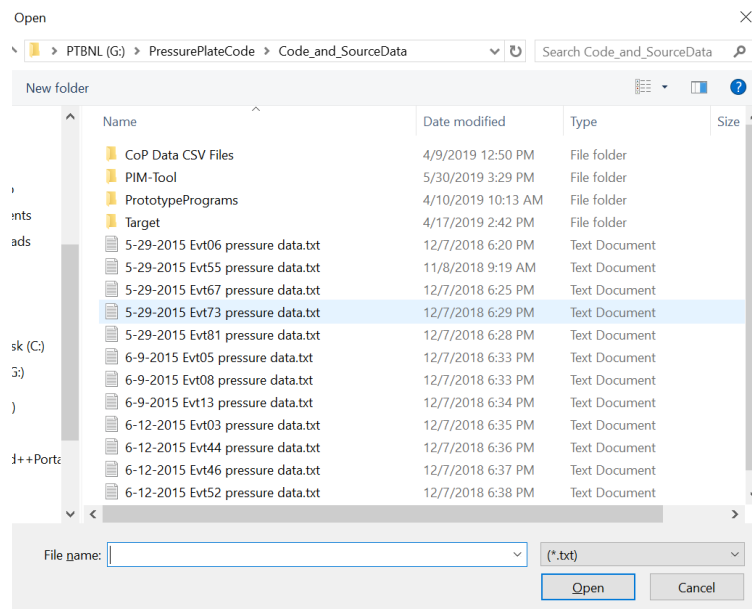 Open
PTBNL (G:) > PressurePlateCode > Code_and_SourceData
Search Code_and_SourceData
New folder
?
Name Date modified Type Size
CoP Data CSV Files 4/9/2019 12:50 PM File folder
PIM-Tool 5/30/2019 3:29 PM File folder
PrototypePrograms 4/10/2019 10:13 AM File folder
Target 4/17/2019 2:42 PM File folder
5-29-2015 Evt06 pressure data.txt 12/7/2018 6:20 PM Text Document
5-29-2015 Evt55 pressure data.txt 11/8/2018 9:19 AM Text Document
5-29-2015 Evt67 pressure data.txt 12/7/2018 6:25 PM Text Document
5-29-2015 Evt73 pressure data.txt 12/7/2018 6:29 PM Text Document
5-29-2015 Evt81 pressure data.txt 12/7/2018 6:28 PM Text Document
6-9-2015 Evt05 pressure data.txt 12/7/2018 6:33 PM Text Document
6-9-2015 Evt08 pressure data.txt 12/7/2018 6:33 PM Text Document
6-9-2015 Evt13 pressure data.txt 12/7/2018 6:34 PM Text Document
6-12-2015 Evt03 pressure data.txt 12/7/2018 6:35 PM Text Document
6-12-2015 Evt44 pressure data.txt 12/7/2018 6:36 PM Text Document
6-12-2015 Evt46 pressure data.txt 12/7/2018 6:37 PM Text Document
6-12-2015 Evt52 pressure data.txt 12/7/2018 6:38 PM Text Document
ents
ads
sk (C:)
G:)
)
d++Porta
File name:
(*.txt)
Open
Cancel